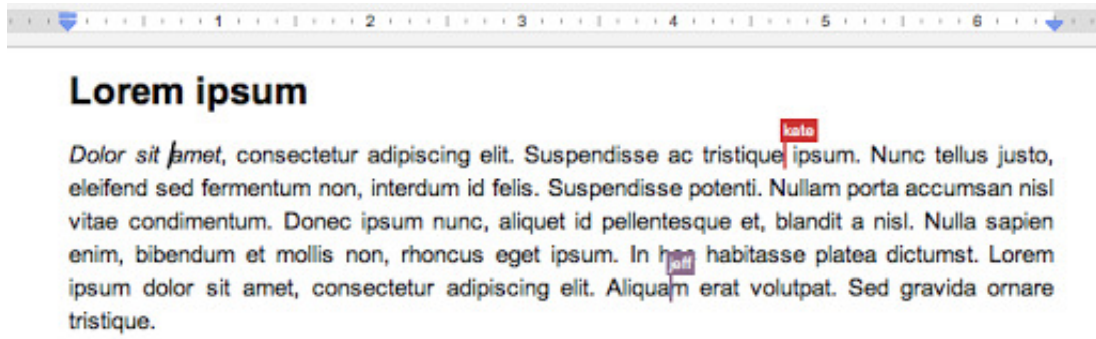 1 2 3 4 5 6
Lorem ipsum
kate
Dolor sit amet, consectetur adipiscing elit. Suspendisse ac tristique ipsum. Nunc tellus justo,
eleifend sed fermentum non, interdum id felis. Suspendisse potenti. Nullam porta accumsan nisl
vitae condimentum. Donec ipsum nunc, aliquet id pellentesque et, blandit a nisl. Nulla sapien
enim, bibendum et mollis non, rhoncus eget ipsum. In hac habitasse platea dictumst. Lorem
jeff
ipsum dolor sit amet, consectetur adipiscing elit. Aliquam erat volutpat. Sed gravida ornare
tristique.